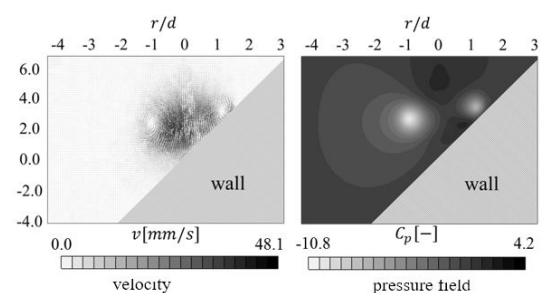 r/d r/d
-4 -3 -2 -1 0 1 2 3 -4 -3 -2 -1 0 1 2 3
6.0
4.0
2.0
0.0
-2.0
-4.0
wall wall
v[mm/s] C_p[-]
0.0 48.1 -10.8 4.2
velocity pressure field